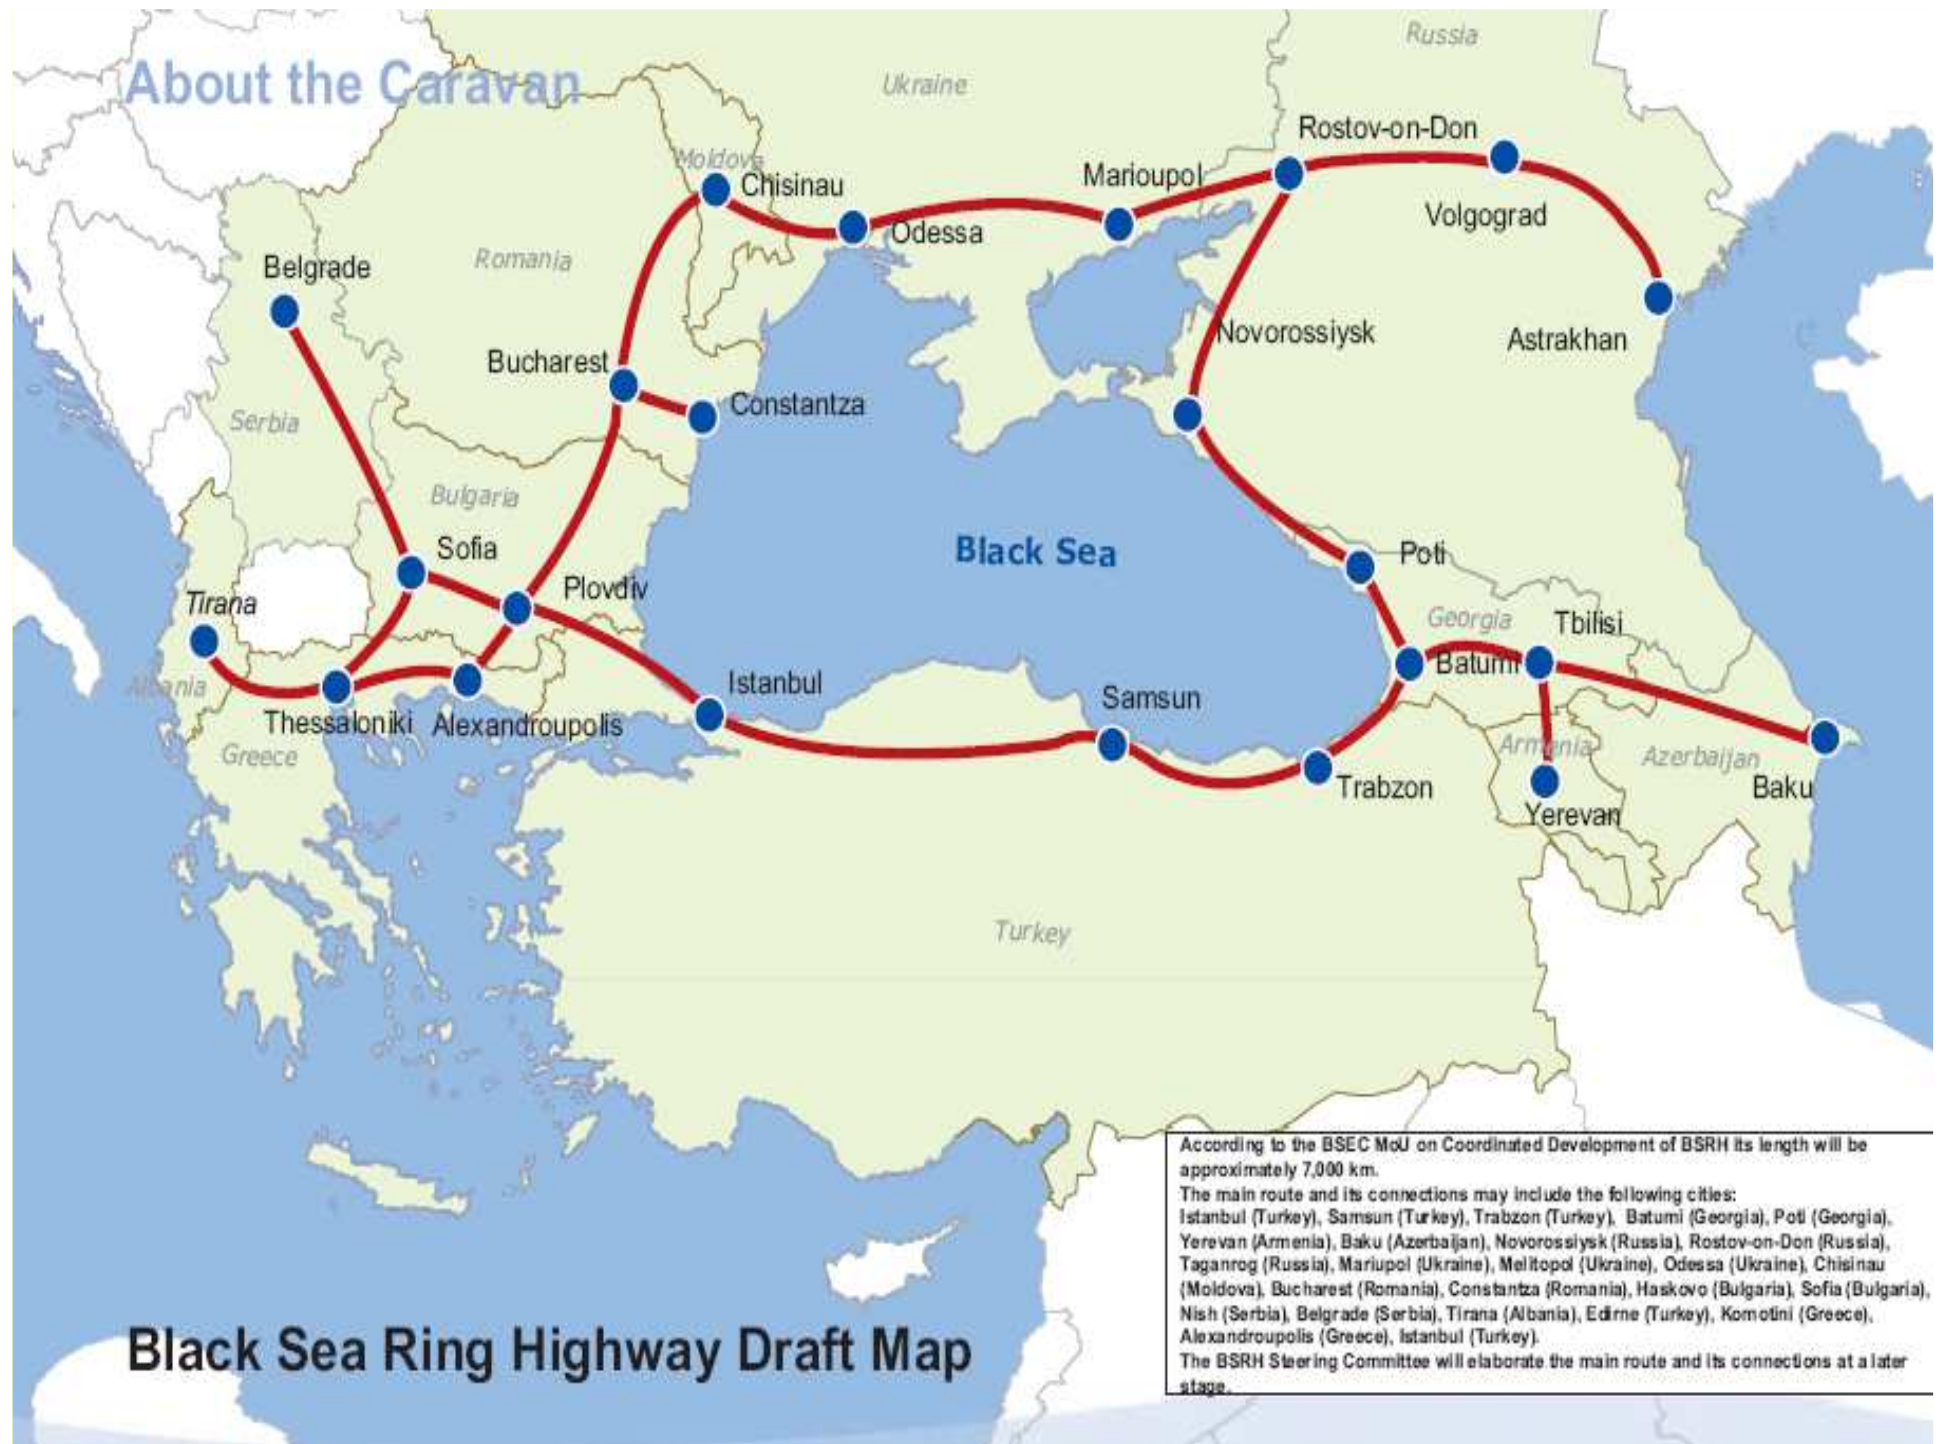 About the Caravan
Russia
Ukraine
Rostov-on-Don
Moldova
Chisinau
Marioupol
Odessa
Volgograd
Romania
Belgrade
Novorossiysk
Astrakhan
Bucharest
Constantza
Serbia
Bulgaria
Sofia
Black Sea
Poti
Plovdiv
Tirana
Georgia
Tbilisi
Batumi
Albania
Istanbul
Samsun
Thessaloniki
Alexandroupolis
Greece
Armenia
Azerbaijan
Trabzon
Baku
Yerevan
Turkey
According to the BSEC MoU on Coordinated Development of BSRH its length will be
approximately 7,000 km.
The main route and its connections may include the following cities:
Istanbul (Turkey), Samsun (Turkey), Trabzon (Turkey), Batumi (Georgia), Poti (Georgia),
Yerevan (Armenia), Baku (Azerbaijan), Novorossiysk (Russia), Rostov-on-Don (Russia),
Taganrog (Russia), Mariupol (Ukraine), Melitopol (Ukraine), Odessa (Ukraine), Chisinau
(Moldova), Bucharest (Romania), Constantza (Romania), Haskovo (Bulgaria), Sofia (Bulgaria),
Nish (Serbia), Belgrade (Serbia), Tirana (Albania), Edirne (Turkey), Komotini (Greece),
Alexandroupolis (Greece), Istanbul (Turkey).
The BSRH Steering Committee will elaborate the main route and its connections at a later
stage.
Black Sea Ring Highway Draft Map